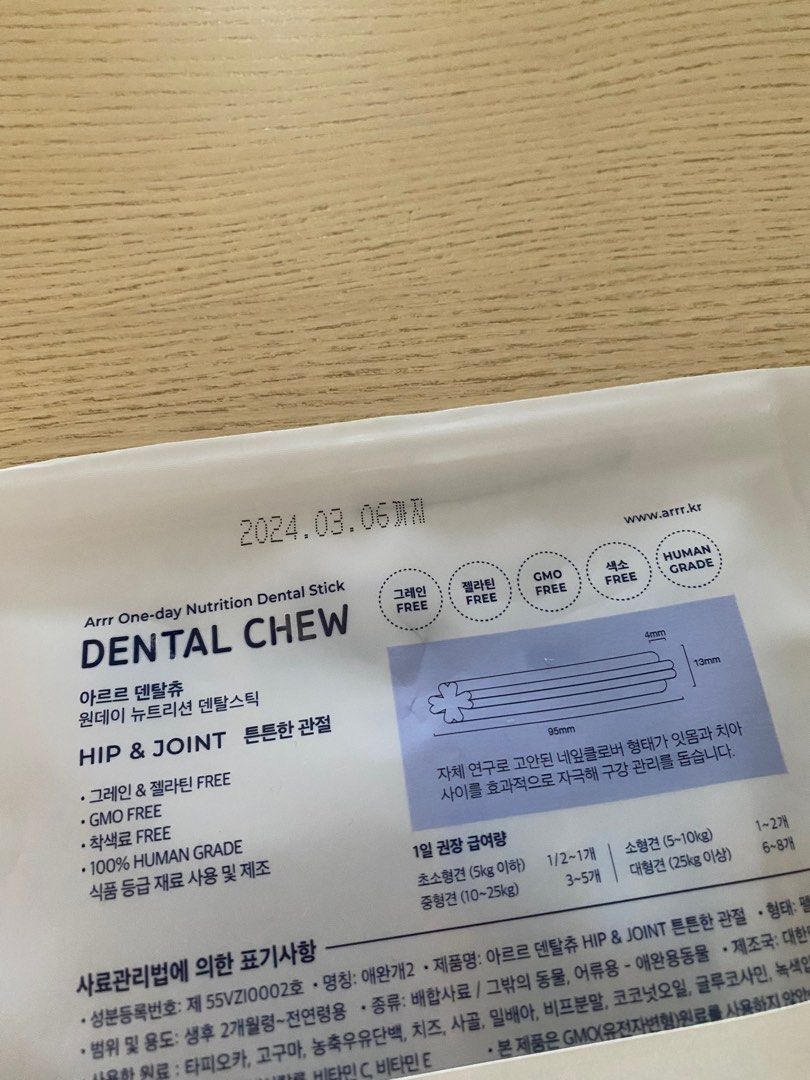 2024.03.06까지
www.arrr.kr
그레인
FREE
젤라틴
FREE
GMO
FREE
색소
FREE
HUMAN
GRADE
Arrr One-day Nutrition Dental Stick
DENTAL CHEW
아르르 덴탈츄
원데이 뉴트리션 덴탈스틱
HIP & JOINT 튼튼한 관절
• 그레인 & 젤라틴 FREE
• GMO FREE
• 착색료 FREE
• 100% HUMAN GRADE
식품 등급 재료 사용 및 제조
4mm
13mm
95mm
자체 연구로 고안된 네잎클로버 형태가 잇몸과 치아
사이를 효과적으로 자극해 구강 관리를 돕습니다.
1일 권장 급여량
초소형견 (5kg 이하) 1/2~1개
소형견 (5~10kg) 1~2개
중형견 (10~25kg) 3~5개
대형견 (25kg 이상) 6~8개
사료관리법에 의한 표기사항
• 성분등록번호: 제 55VZI0002호 • 명칭: 애완개2 • 제품명: 아르르 덴탈츄 HIP & JOINT 튼튼한 관절 • 형태:
• 범위 및 용도: 생후 2개월령~전연령용 • 종류: 배합사료 / 그밖의 동물, 어류용 - 애완용동물 • 제조국:
사용한 원료 : 타피오카, 고구마, 농축우유단백, 치즈, 사골, 밀배아, 비프분말, 코코넛오일, 글루코사민,
비타민 C, 비타민 E • 본 제품은 GMO(유전자변형)원료를 사용하지